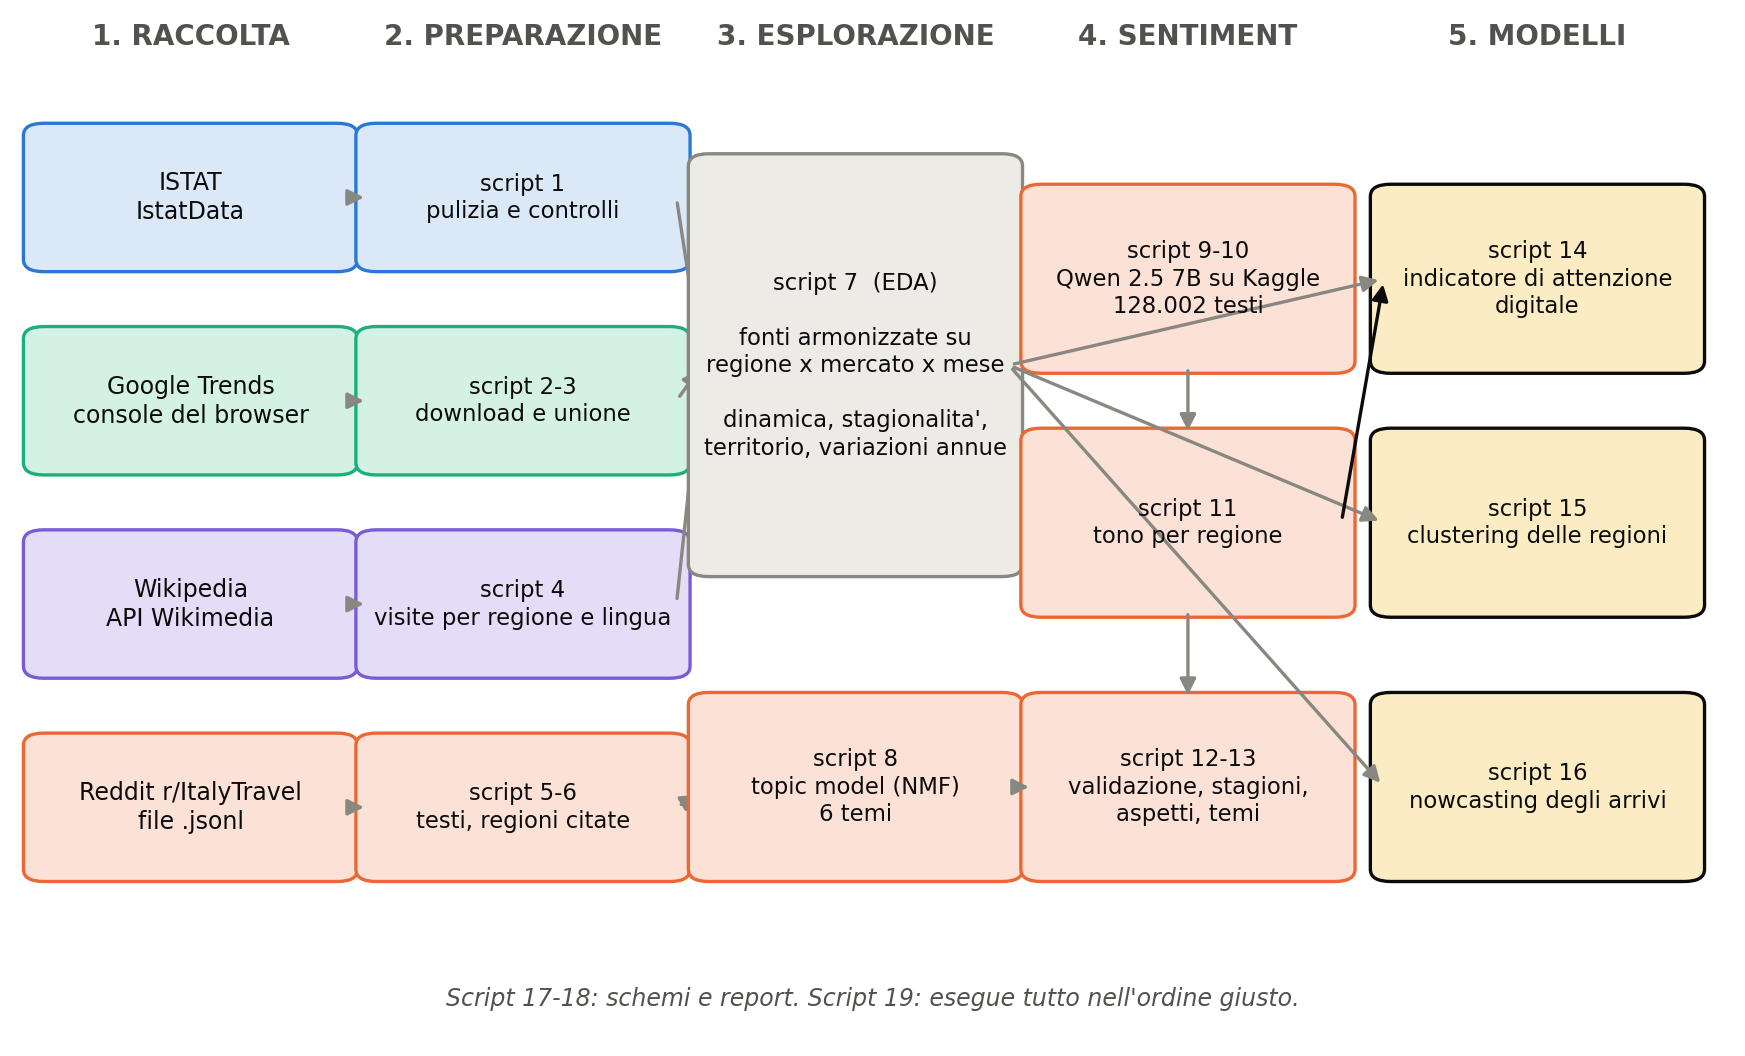 1. RACCOLTA
2. PREPARAZIONE
3. ESPLORAZIONE
4. SENTIMENT
5. MODELLI
ISTAT
IstatData
script 1
pulizia e controlli
Google Trends
console del browser
script 2-3
download e unione
Wikipedia
API Wikimedia
script 4
visite per regione e lingua
Reddit r/ItalyTravel
file .jsonl
script 5-6
testi, regioni citate
script 7  (EDA)
fonti armonizzate su
regione x mercato x mese
dinamica, stagionalita',
territorio, variazioni annue
script 8
topic model (NMF)
6 temi
script 9-10
Qwen 2.5 7B su Kaggle
128.002 testi
script 11
tono per regione
script 12-13
validazione, stagioni,
aspetti, temi
script 14
indicatore di attenzione
digitale
script 15
clustering delle regioni
script 16
nowcasting degli arrivi
Script 17-18: schemi e report. Script 19: esegue tutto nell'ordine giusto.